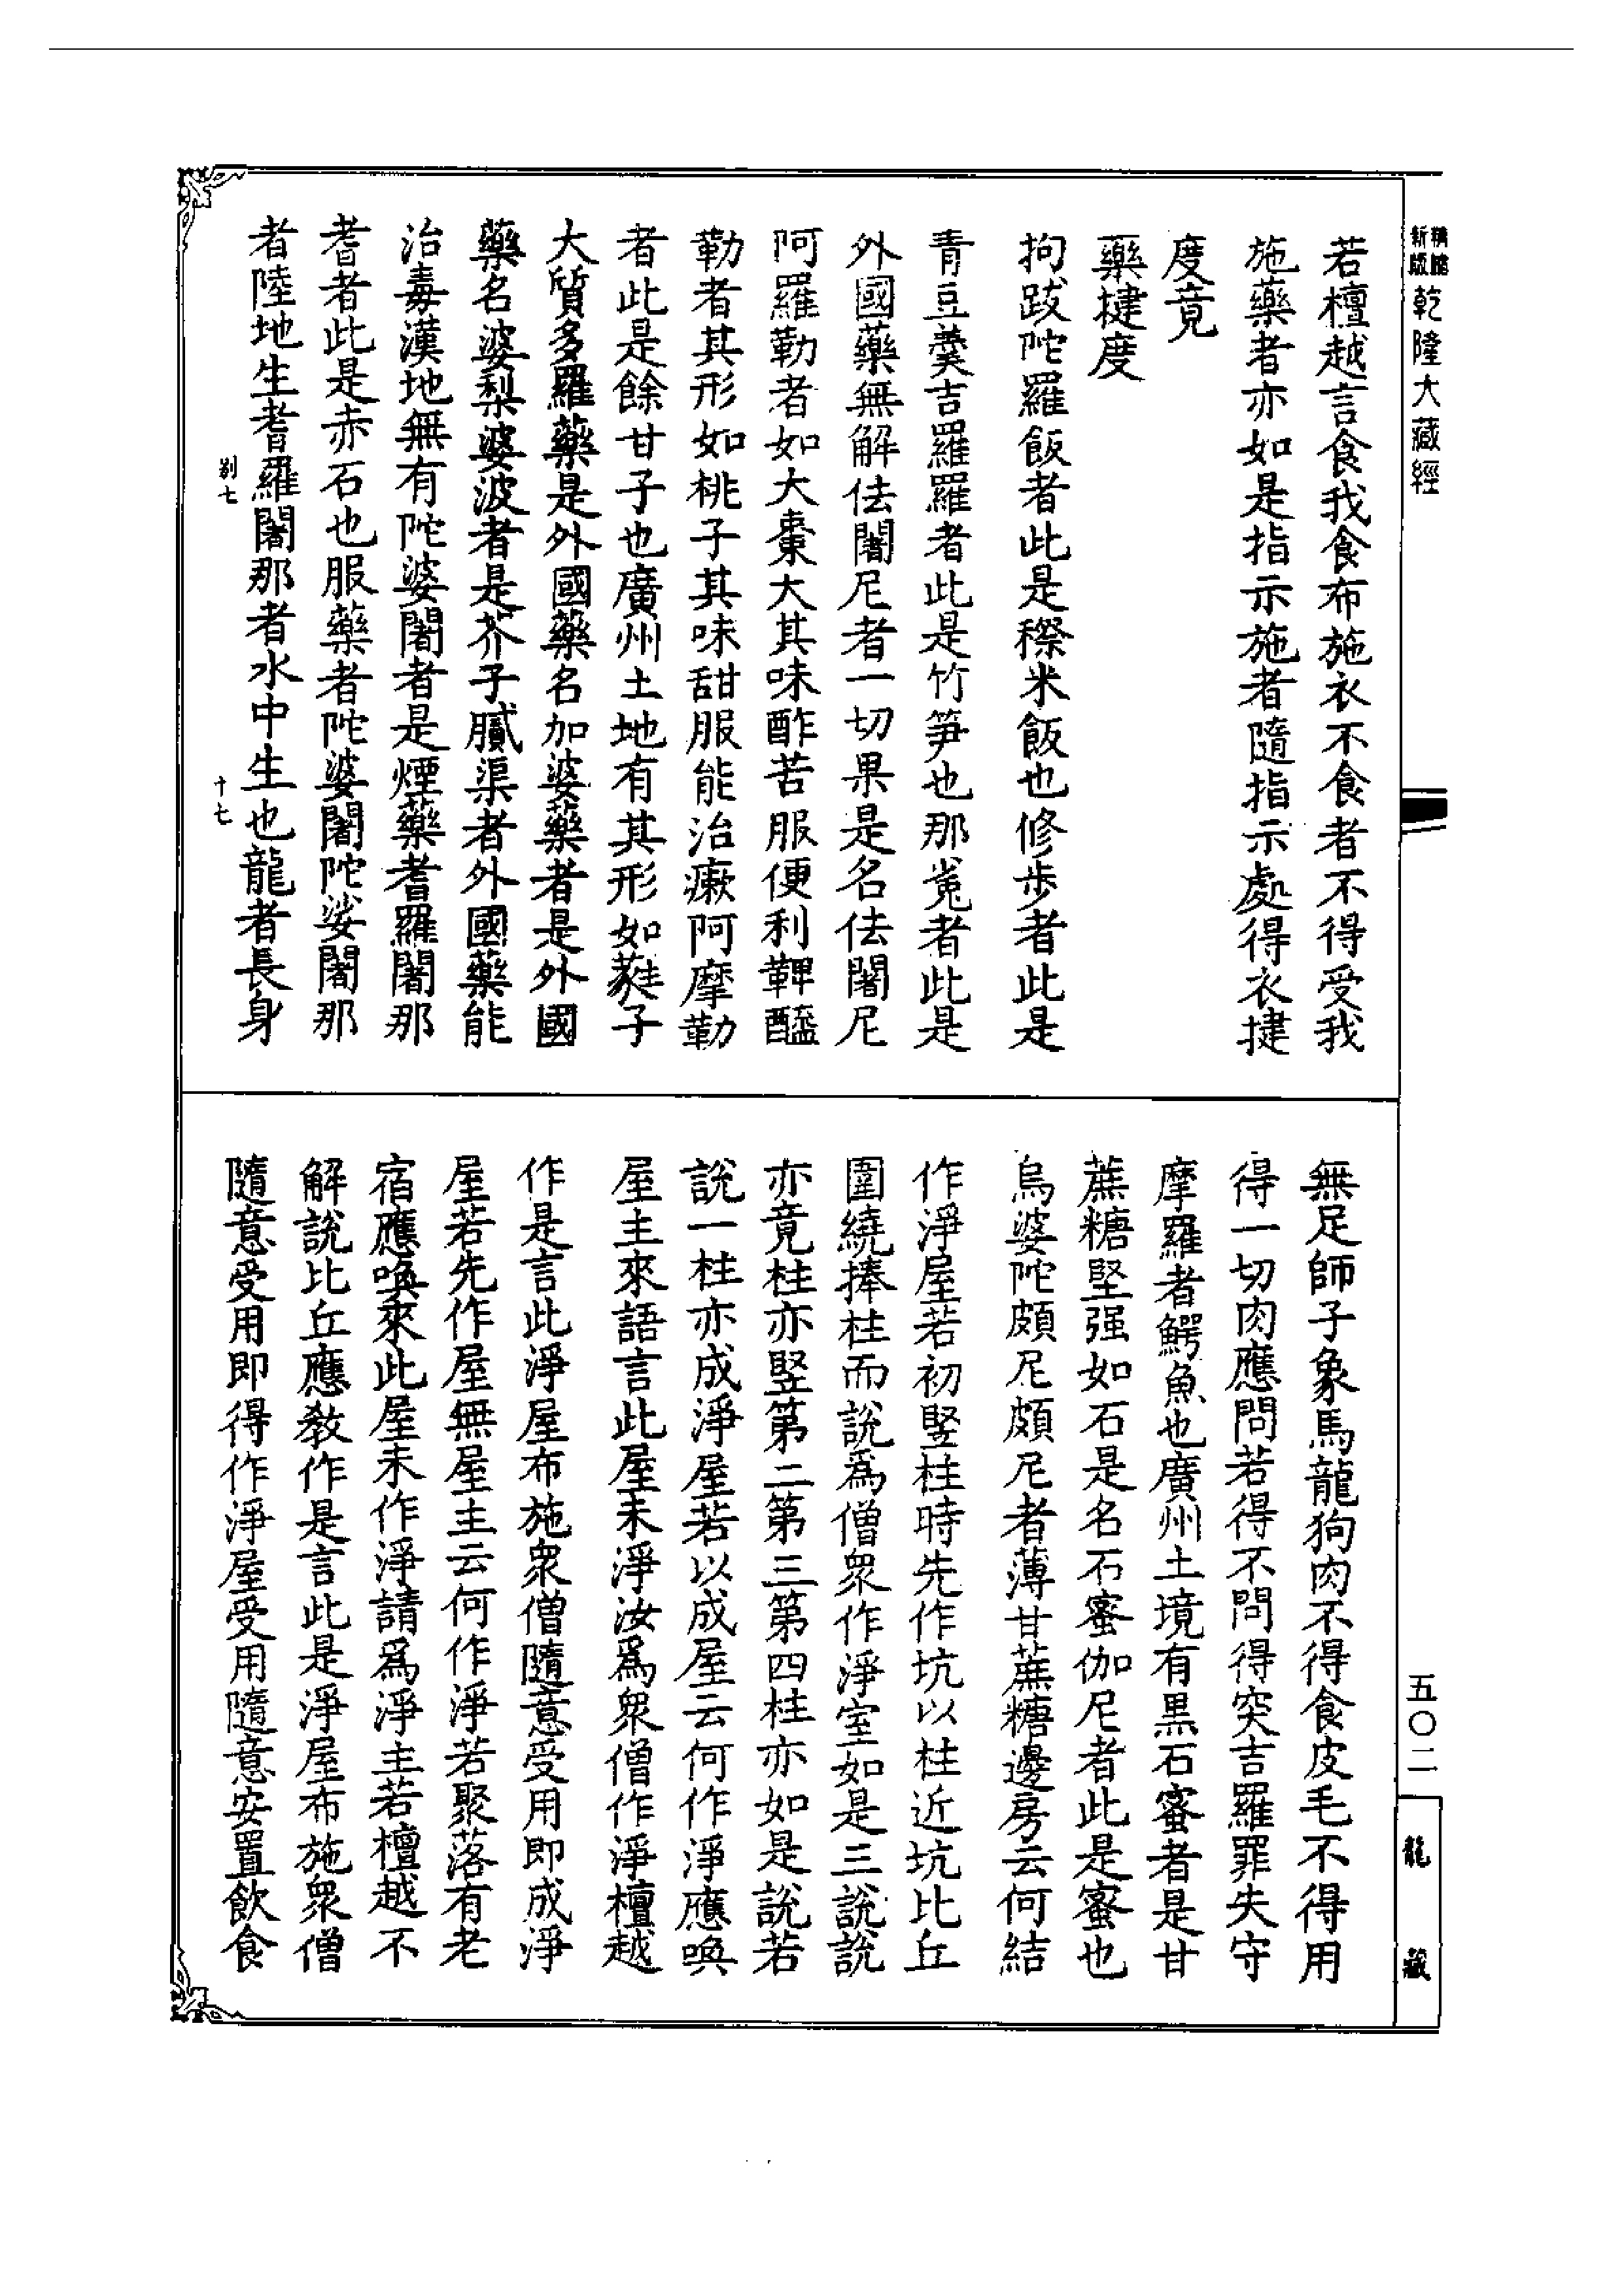 精縮新版 乾隆大藏經
若檀越言食我食布施衣不食者不得受我
施藥者亦如是指示施者隨指示處得衣揵
度竟
藥揵度
拘跋陀羅飯者此是穄米飯也修步者此是
青豆羹吉羅羅者此是竹笋也那㝹者此是
外國藥無解佉闍尼者一切果是名佉闍尼
阿羅勒者如大棗大其味酢苦服便利鞞醯
勒者其形如桃子其味甜服能治瘶阿摩勒
者此是餘甘子也廣州土地有其形如蕤子
大質多羅藥是外國藥名加婆藥者是外國
藥名婆梨婆波者是芥子膩渠者外國藥能
治毒漢地無有陀婆闍者是煙藥耆羅闍那
耆者此是赤石也服藥者陀婆闍陀婆闍那
者陸地生耆羅闍那者水中生也龍者長身
別七
十七
無足師子象馬龍狗肉不得食皮毛不得用
得一切肉應問若得不問得突吉羅罪失守
摩羅者鰐魚也廣州土境有黑石蜜者是甘
蔗糖堅强如石是名石蜜伽尼者此是蜜也
烏婆陀頗尼頗尼者薄甘蔗糖邊房云何結
作淨屋若初竪柱時先作坑以柱近坑比丘
圍繞捧柱而說爲僧眾作淨室如是三說說
亦竟柱亦竪第二第三第四柱亦如是說若
說一柱亦成淨屋若以成屋云何作淨應喚
屋主來語言此屋未淨汝爲眾僧作淨檀越
作是言此淨屋布施眾僧隨意受用即成淨
屋若先作屋無屋主云何作淨若聚落有老
宿應喚來此屋未作淨請爲淨主若檀越不
解說比丘應教作是言此是淨屋布施眾僧
隨意受用即得作淨屋受用隨意安置飲食
五〇二
龍藏